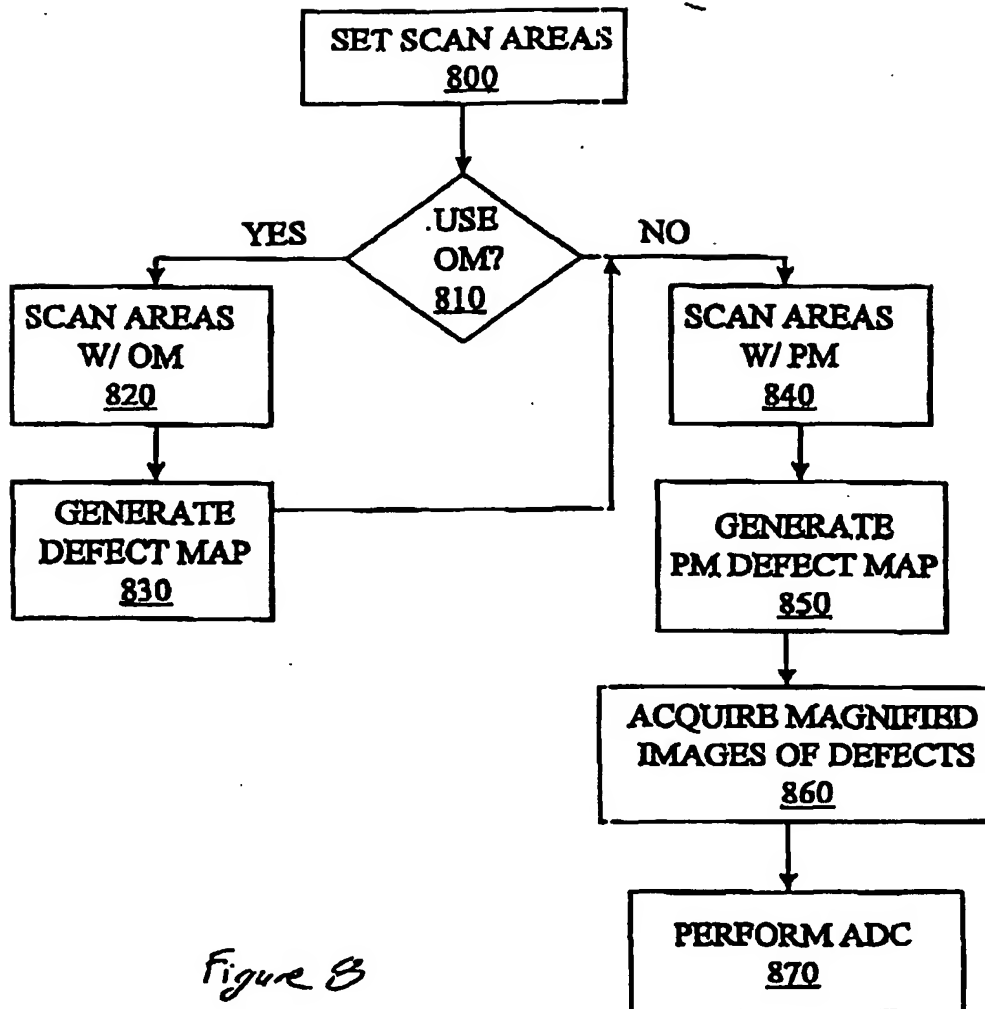 SET SCAN AREAS
800
.USE
OM?
810
YES
NO
SCAN AREAS
W/ OM
820
SCAN AREAS
W/ PM
840
GENERATE
DEFECT MAP
830
GENERATE
PM DEFECT MAP
850
ACQUIRE MAGNIFIED
IMAGES OF DEFECTS
860
PERFORM ADC
870
Figure 8